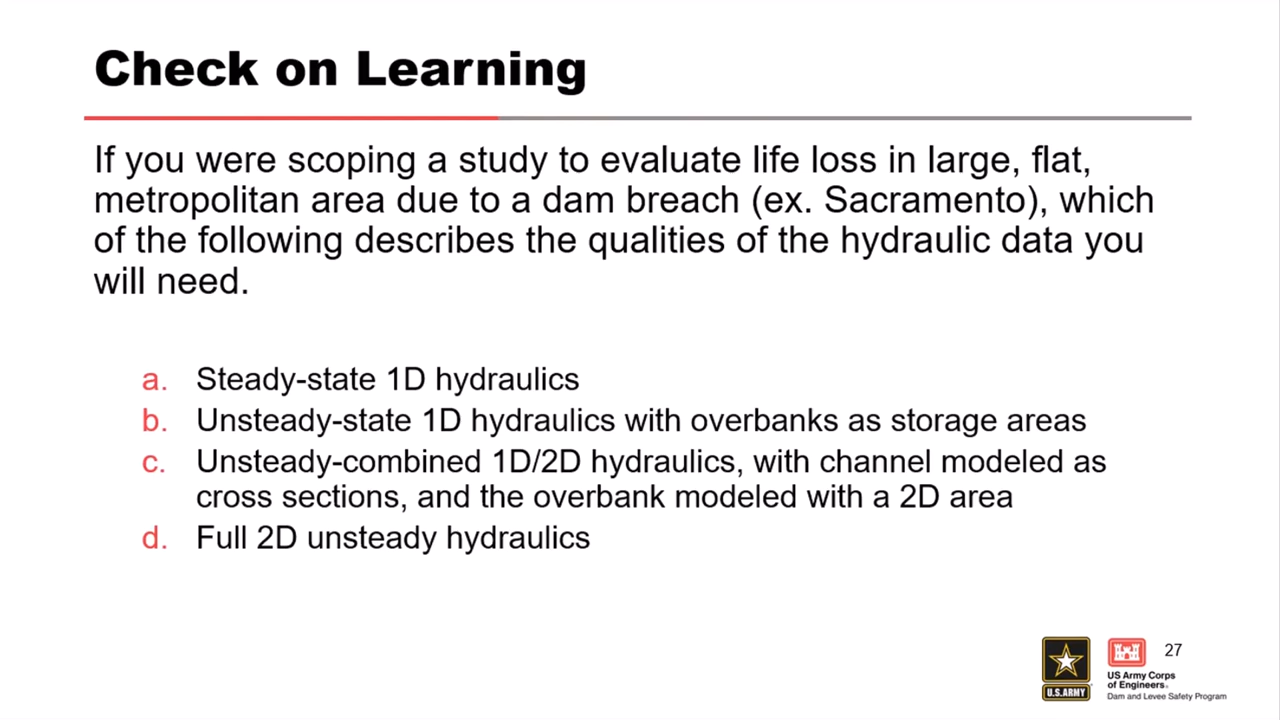 Check on Learning
If you were scoping a study to evaluate life loss in large, flat,
metropolitan area due to a dam breach (ex. Sacramento), which
of the following describes the qualities of the hydraulic data you
will need.
a. Steady-state 1D hydraulics
b. Unsteady-state 1D hydraulics with overbanks as storage areas
c. Unsteady-combined 1D/2D hydraulics, with channel modeled as
cross sections, and the overbank modeled with a 2D area
d. Full 2D unsteady hydraulics
U.S. ARMY
27
US Army Corps
of Engineers®
Dam and Levee Safety Program